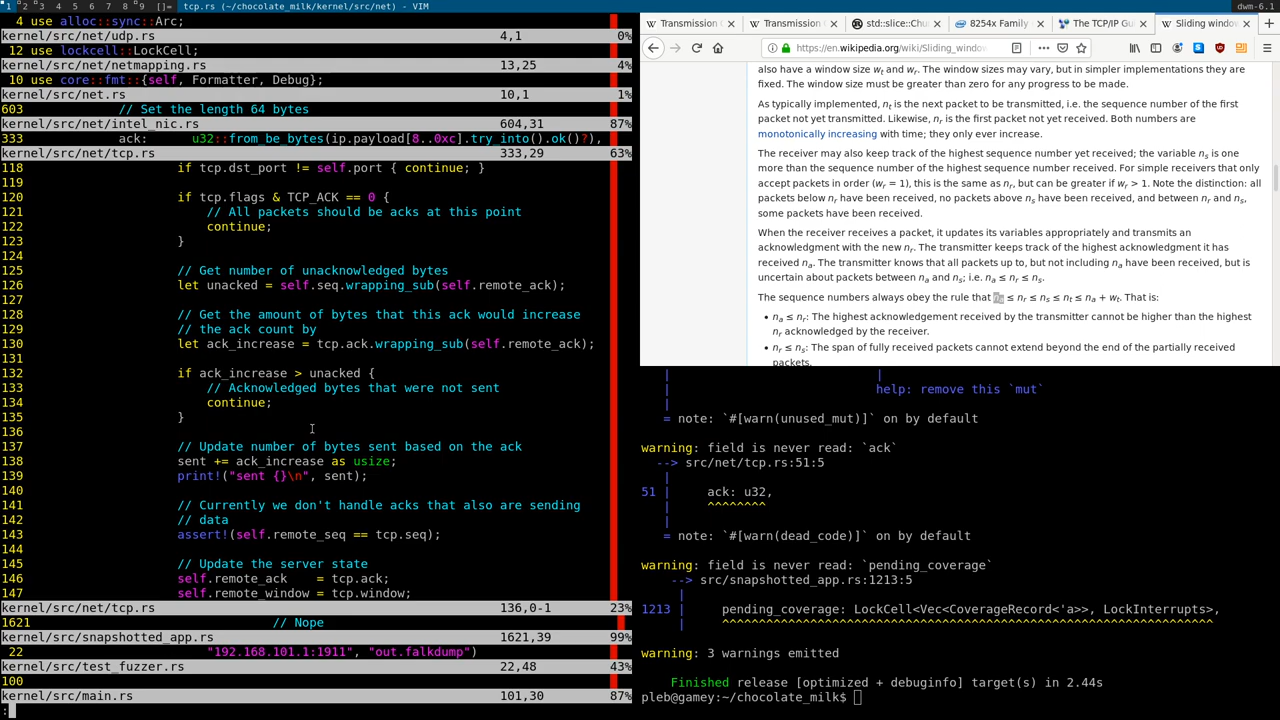 1 2 3 4 5 6 7 8 9 []= tcp.rs (~/chocolate_milk/kernel/src/net) - VIM
dwm-6.1
4 use alloc::sync::Arc;
kernel/src/net/udp.rs 4,1 0%
12 use lockcell::LockCell;
kernel/src/net/netmapping.rs 13,25 4%
10 use core::fmt::{self, Formatter, Debug};
kernel/src/net.rs 10,1 1%
603 // Set the length 64 bytes
kernel/src/net/intel_nic.rs 604,31 87%
333 ack: u32::from_be_bytes(ip.payload[8..0xc].try_into().ok()?),
kernel/src/net/tcp.rs 333,29 63%
118 if tcp.dst_port != self.port { continue; }
119
120 if tcp.flags & TCP_ACK == 0 {
121 // All packets should be acks at this point
122 continue;
123 }
124
125 // Get number of unacknowledged bytes
126 let unacked = self.seq.wrapping_sub(self.remote_ack);
127
128 // Get the amount of bytes that this ack would increase
129 // the ack count by
130 let ack_increase = tcp.ack.wrapping_sub(self.remote_ack);
131
132 if ack_increase > unacked {
133 // Acknowledged bytes that were not sent
134 continue;
135 }
136
137 // Update number of bytes sent based on the ack
138 sent += ack_increase as usize;
139 print!("sent {}\n", sent);
140
141 // Currently we don't handle acks that also are sending
142 // data
143 assert!(self.remote_seq == tcp.seq);
144
145 // Update the server state
146 self.remote_ack = tcp.ack;
147 self.remote_window = tcp.window;
kernel/src/net/tcp.rs 136,0-1 23%
1621 // Nope
kernel/src/snapshotted_app.rs 1621,39 99%
22 "192.168.101.1:1911", "out.falkdump")
kernel/src/test_fuzzer.rs 22,48 43%
100
kernel/src/main.rs 101,30 87%
:
Transmission C Transmission C std::slice::Chu 8254x Family The TCP/IP Gu Sliding window
https://en.wikipedia.org/wiki/Sliding_window
also have a window size wt and wr. The window sizes may vary, but in simpler implementations they are
fixed. The window size must be greater than zero for any progress to be made.
As typically implemented, nt is the next packet to be transmitted, i.e. the sequence number of the first
packet not yet transmitted. Likewise, nr is the first packet not yet received. Both numbers are
monotonically increasing with time; they only ever increase.
The receiver may also keep track of the highest sequence number yet received; the variable ns is one
more than the sequence number of the highest sequence number received. For simple receivers that only
accept packets in order (wr = 1), this is the same as nr, but can be greater if wr > 1. Note the distinction: all
packets below nr have been received, no packets above ns have been received, and between nr and ns,
some packets have been received.
When the receiver receives a packet, it updates its variables appropriately and transmits an
acknowledgment with the new nr. The transmitter keeps track of the highest acknowledgment it has
received na. The transmitter knows that all packets up to, but not including na have been received, but is
uncertain about packets between na and ns; i.e. na ≤ nr ≤ ns.
The sequence numbers always obey the rule that na ≤ nr ≤ ns ≤ nt ≤ na + wt. That is:
• na ≤ nr: The highest acknowledgement received by the transmitter cannot be higher than the highest
nr acknowledged by the receiver.
• nr ≤ ns: The span of fully received packets cannot extend beyond the end of the partially received
packets.
| |
| help: remove this `mut`
|
= note: `#[warn(unused_mut)]` on by default
warning: field is never read: `ack`
--> src/net/tcp.rs:51:5
|
51 | ack: u32,
| ^^^^^^^^
|
= note: `#[warn(dead_code)]` on by default
warning: field is never read: `pending_coverage`
--> src/snapshotted_app.rs:1213:5
|
1213 | pending_coverage: LockCell<Vec<CoverageRecord<'a>>, LockInterrupts>,
| ^^^^^^^^^^^^^^^^^^^^^^^^^^^^^^^^^^^^^^^^^^^^^^^^^^^^^^^^^^^^^^^^^^^
warning: 3 warnings emitted
Finished release [optimized + debuginfo] target(s) in 2.44s
pleb@gamey:~/chocolate_milk$